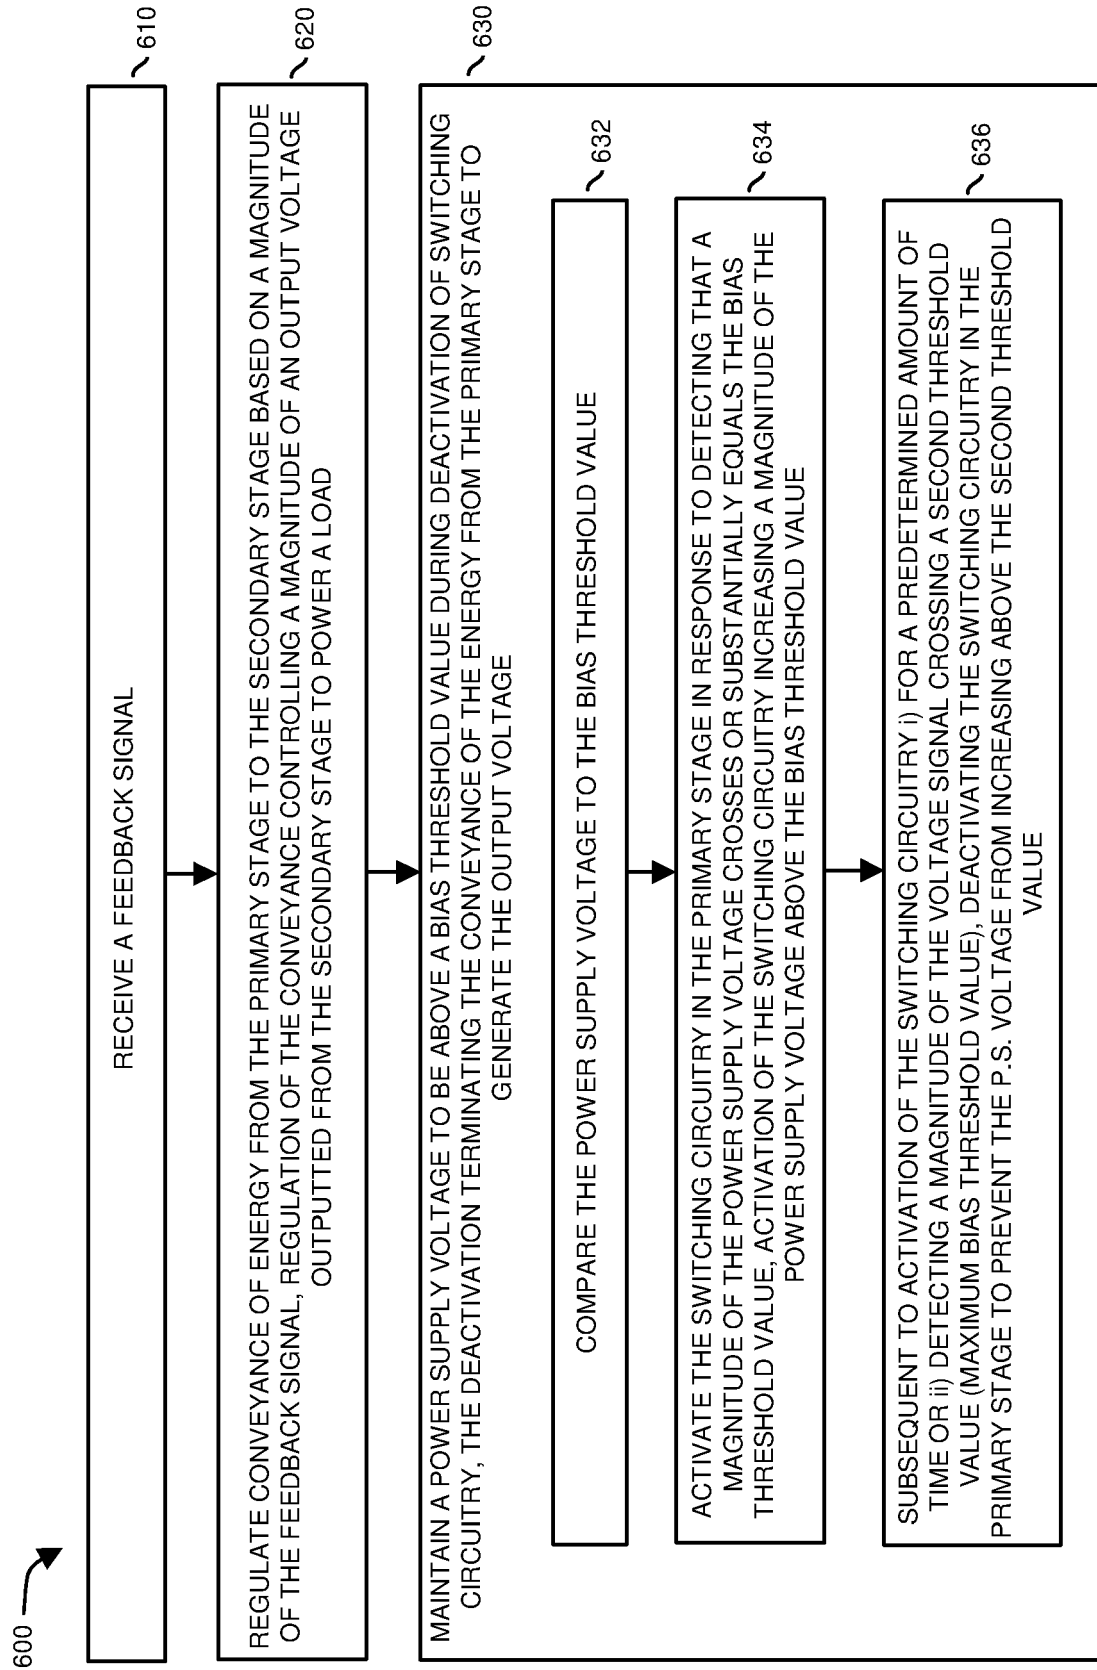 600
RECEIVE A FEEDBACK SIGNAL
610
REGULATE CONVEYANCE OF ENERGY FROM THE PRIMARY STAGE TO THE SECONDARY STAGE BASED ON A MAGNITUDE
OF THE FEEDBACK SIGNAL, REGULATION OF THE CONVEYANCE CONTROLLING A MAGNITUDE OF AN OUTPUT VOLTAGE
OUTPUTTED FROM THE SECONDARY STAGE TO POWER A LOAD
620
MAINTAIN A POWER SUPPLY VOLTAGE TO BE ABOVE A BIAS THRESHOLD VALUE DURING DEACTIVATION OF SWITCHING
CIRCUITRY, THE DEACTIVATION TERMINATING THE CONVEYANCE OF THE ENERGY FROM THE PRIMARY STAGE TO
GENERATE THE OUTPUT VOLTAGE
630
COMPARE THE POWER SUPPLY VOLTAGE TO THE BIAS THRESHOLD VALUE
632
ACTIVATE THE SWITCHING CIRCUITRY IN THE PRIMARY STAGE IN RESPONSE TO DETECTING THAT A
MAGNITUDE OF THE POWER SUPPLY VOLTAGE CROSSES OR SUBSTANTIALLY EQUALS THE BIAS
THRESHOLD VALUE, ACTIVATION OF THE SWITCHING CIRCUITRY INCREASING A MAGNITUDE OF THE
POWER SUPPLY VOLTAGE ABOVE THE BIAS THRESHOLD VALUE
634
SUBSEQUENT TO ACTIVATION OF THE SWITCHING CIRCUITRY i) FOR A PREDETERMINED AMOUNT OF
TIME OR ii) DETECTING A MAGNITUDE OF THE VOLTAGE SIGNAL CROSSING A SECOND THRESHOLD
VALUE (MAXIMUM BIAS THRESHOLD VALUE), DEACTIVATING THE SWITCHING CIRCUITRY IN THE
PRIMARY STAGE TO PREVENT THE P.S. VOLTAGE FROM INCREASING ABOVE THE SECOND THRESHOLD
VALUE
636